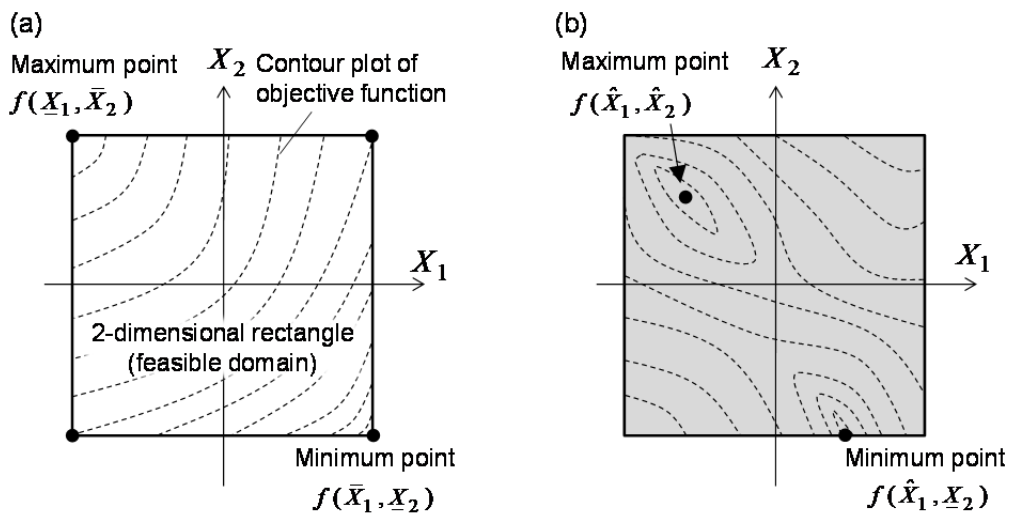 (a)
Maximum point
f(X̲₁, X̄₂)
X₂
Contour plot of
objective function
X₁
2-dimensional rectangle
(feasible domain)
Minimum point
f(X̄₁, X̲₂)
(b)
Maximum point
f(X̂₁, X̂₂)
X₂
X₁
Minimum point
f(X̂₁, X̲₂)